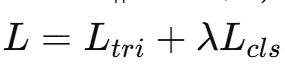 L = L_{tri} + λL_{cls}